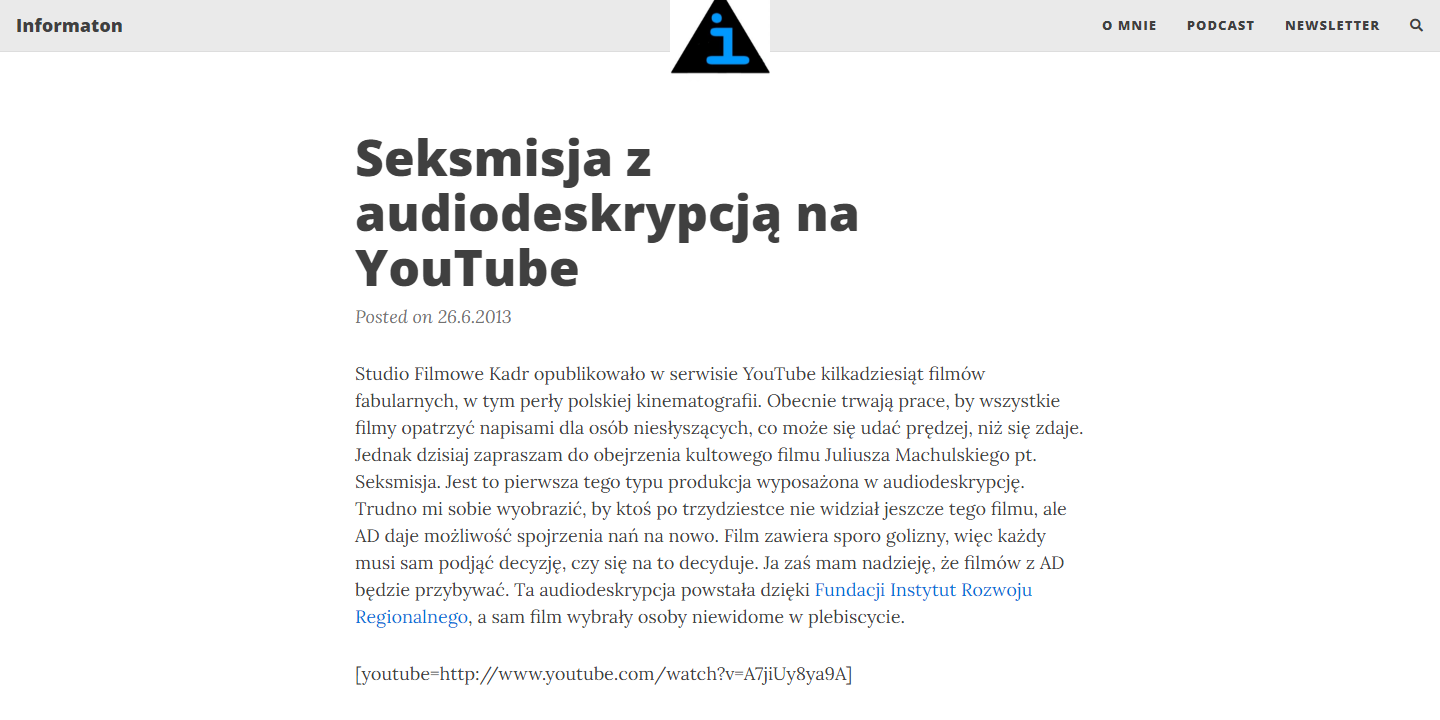 Informaton
O MNIE
PODCAST
NEWSLETTER
i
Seksmisja z
audiodeskrypcją na
YouTube
Posted on 26.6.2013
Studio Filmowe Kadr opublikowało w serwisie YouTube kilkadziesiąt filmów
fabularnych, w tym perły polskiej kinematografii. Obecnie trwają prace, by wszystkie
filmy opatrzyć napisami dla osób niesłyszących, co może się udać prędzej, niż się zdaje.
Jednak dzisiaj zapraszam do obejrzenia kultowego filmu Juliusza Machulskiego pt.
Seksmisja. Jest to pierwsza tego typu produkcja wyposażona w audiodeskrypcję.
Trudno mi sobie wyobrazić, by ktoś po trzydziestce nie widział jeszcze tego filmu, ale
AD daje możliwość spojrzenia nań na nowo. Film zawiera sporo golizny, więc każdy
musi sam podjąć decyzję, czy się na to decyduje. Ja zaś mam nadzieję, że filmów z AD
będzie przybywać. Ta audiodeskrypcja powstała dzięki Fundacji Instytut Rozwoju
Regionalnego, a sam film wybrały osoby niewidome w plebiscycie.
[youtube=http://www.youtube.com/watch?v=A7jiUy8ya9A]